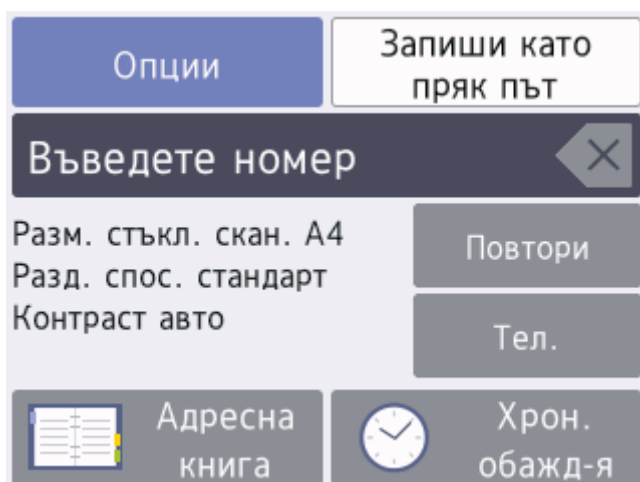 Опции
Запиши като
пряк път
Въведете номер
Разм. стъкл. скан. A4
Разд. спос. стандарт
Контраст авто
Повтори
Тел.
Адресна
книга
Хрон.
обажд-я